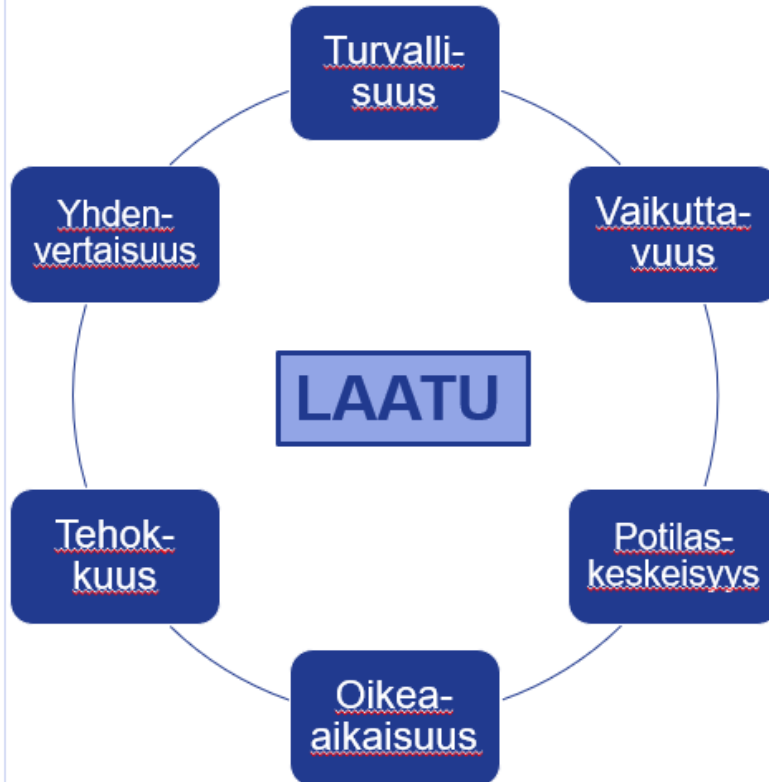 Turvalli-
suus
Vaikutta-
vuus
Potilas-
keskeisyys
Oikea-
aikaisuus
Tehok-
kuus
Yhden-
vertaisuus
LAATU